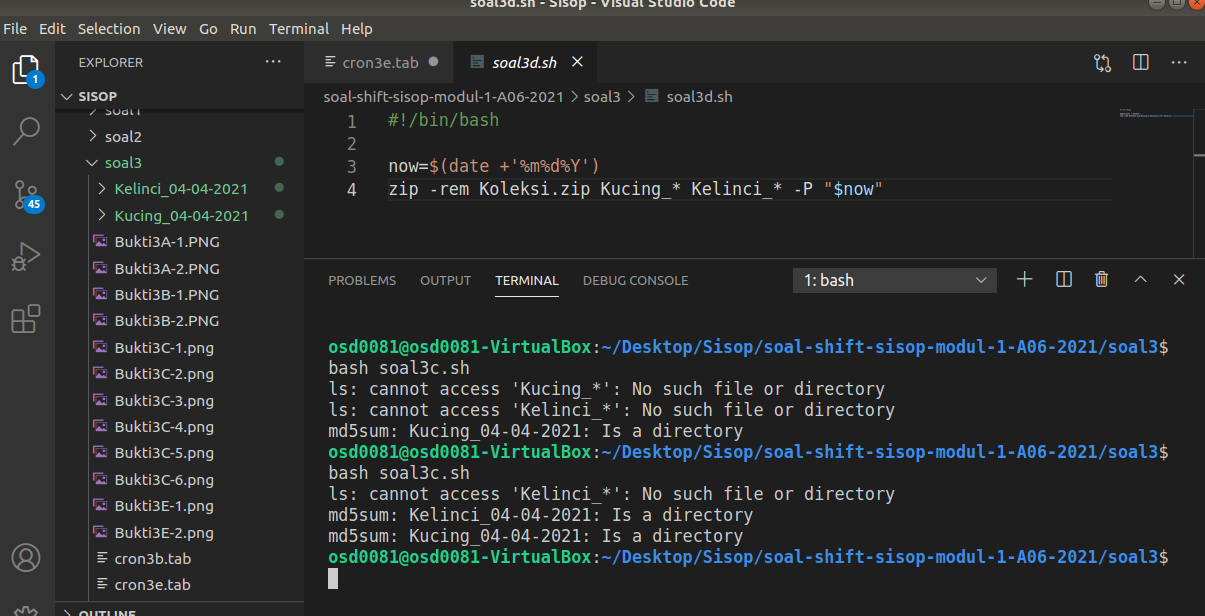 soal3d.sh - Sisop - Visual Studio Code
File Edit Selection View Go Run Terminal Help
1
EXPLORER ···
cron3e.tab
soal3d.sh
SISOP
soal1
soal2
soal3
Kelinci_04-04-2021
Kucing_04-04-2021
Bukti3A-1.PNG
Bukti3A-2.PNG
Bukti3B-1.PNG
Bukti3B-2.PNG
Bukti3C-1.png
Bukti3C-2.png
Bukti3C-3.png
Bukti3C-4.png
Bukti3C-5.png
Bukti3C-6.png
Bukti3E-1.png
Bukti3E-2.png
cron3b.tab
cron3e.tab
OUTLINE
45
soal-shift-sisop-modul-1-A06-2021 > soal3 > soal3d.sh
1 #!/bin/bash
2
3 now=$(date +'%m%d%Y')
4 zip -rem Koleksi.zip Kucing_* Kelinci_* -P "$now"
PROBLEMS OUTPUT TERMINAL DEBUG CONSOLE 1: bash
osd0081@osd0081-VirtualBox:~/Desktop/Sisop/soal-shift-sisop-modul-1-A06-2021/soal3$
bash soal3c.sh
ls: cannot access 'Kucing_*': No such file or directory
ls: cannot access 'Kelinci_*': No such file or directory
md5sum: Kucing_04-04-2021: Is a directory
osd0081@osd0081-VirtualBox:~/Desktop/Sisop/soal-shift-sisop-modul-1-A06-2021/soal3$
bash soal3c.sh
ls: cannot access 'Kelinci_*': No such file or directory
md5sum: Kelinci_04-04-2021: Is a directory
md5sum: Kucing_04-04-2021: Is a directory
osd0081@osd0081-VirtualBox:~/Desktop/Sisop/soal-shift-sisop-modul-1-A06-2021/soal3$